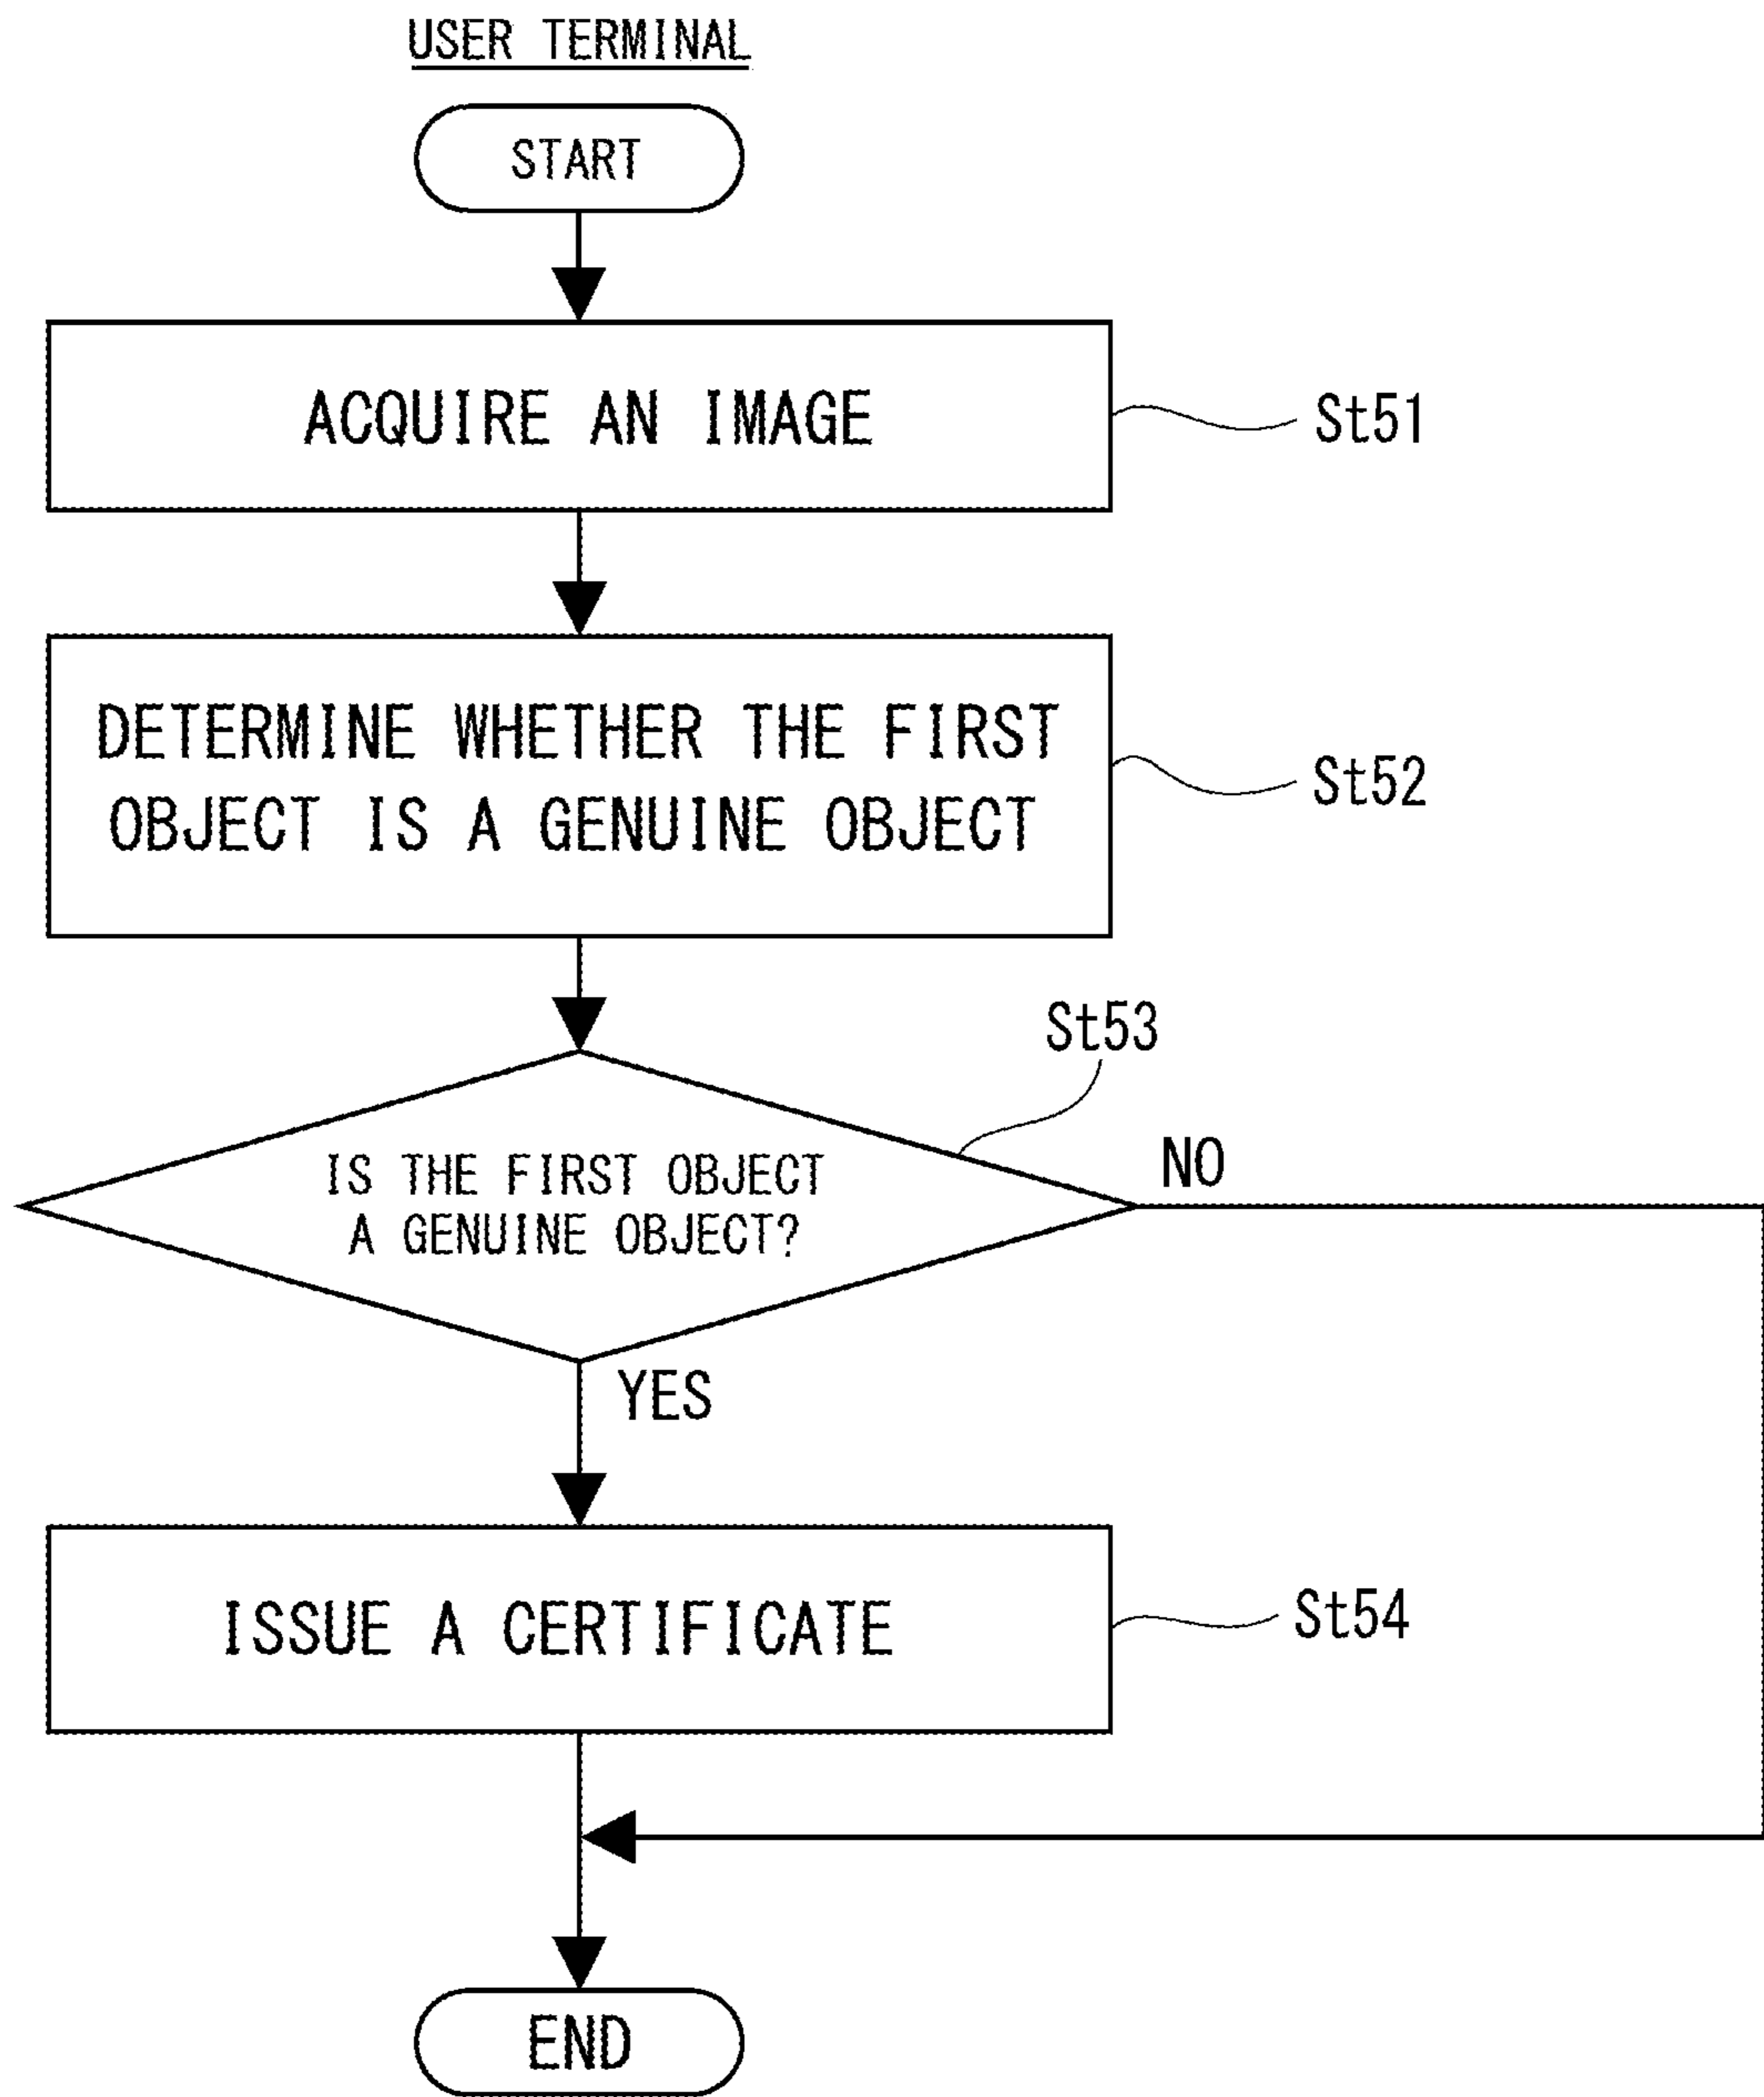 USER TERMINAL
START
ACQUIRE AN IMAGE
St51
DETERMINE WHETHER THE FIRST
OBJECT IS A GENUINE OBJECT
St52
St53
IS THE FIRST OBJECT
A GENUINE OBJECT?
NO
YES
ISSUE A CERTIFICATE
St54
END